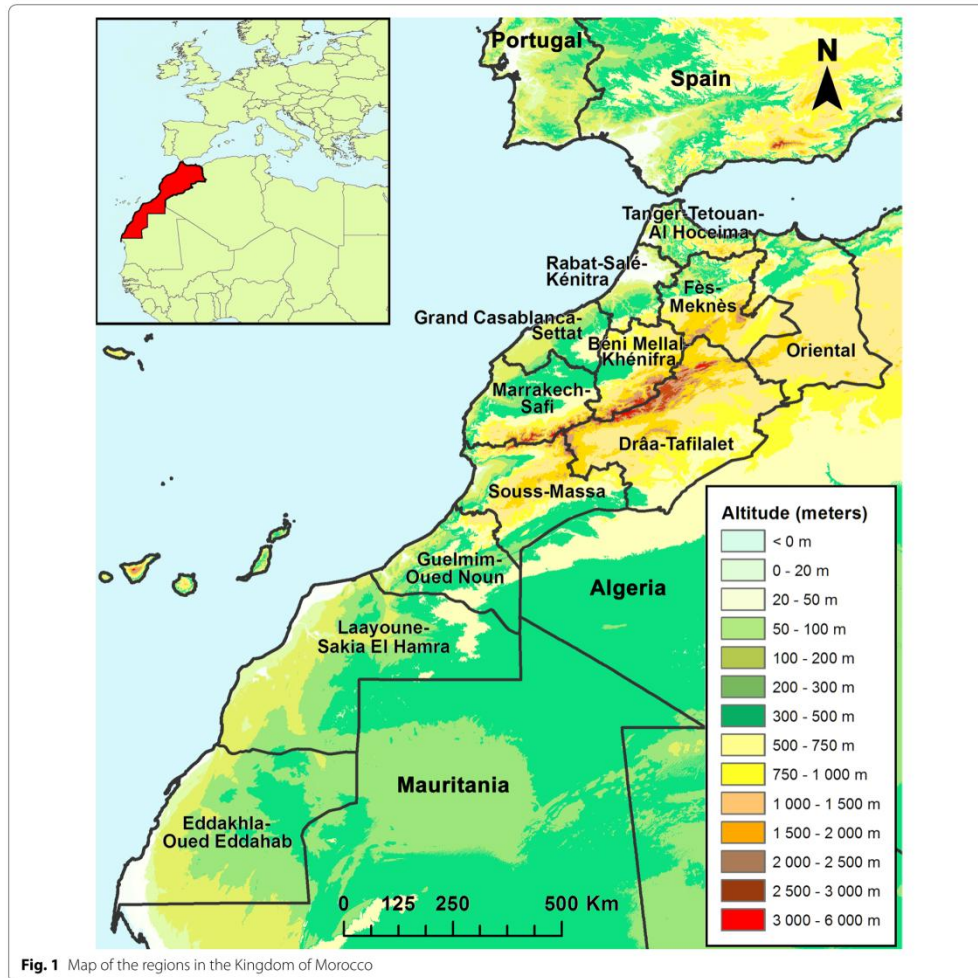 Portugal
Spain
N
Tanger-Tetouan-
Al Hoceima
Rabat-Salé-
Kénitra
Fès-
Meknès
Grand Casablanca-
Settat
Béni Mellal-
Khénifra
Oriental
Marrakech-
Safi
Drâa-Tafilalet
Souss-Massa
Guelmim-
Oued Noun
Algeria
Laayoune-
Sakia El Hamra
Mauritania
Eddakhla-
Oued Eddahab
0 125 250 500 Km
Altitude (meters)
< 0 m
0 - 20 m
20 - 50 m
50 - 100 m
100 - 200 m
200 - 300 m
300 - 500 m
500 - 750 m
750 - 1 000 m
1 000 - 1 500 m
1 500 - 2 000 m
2 000 - 2 500 m
2 500 - 3 000 m
3 000 - 6 000 m
Fig. 1 Map of the regions in the Kingdom of Morocco